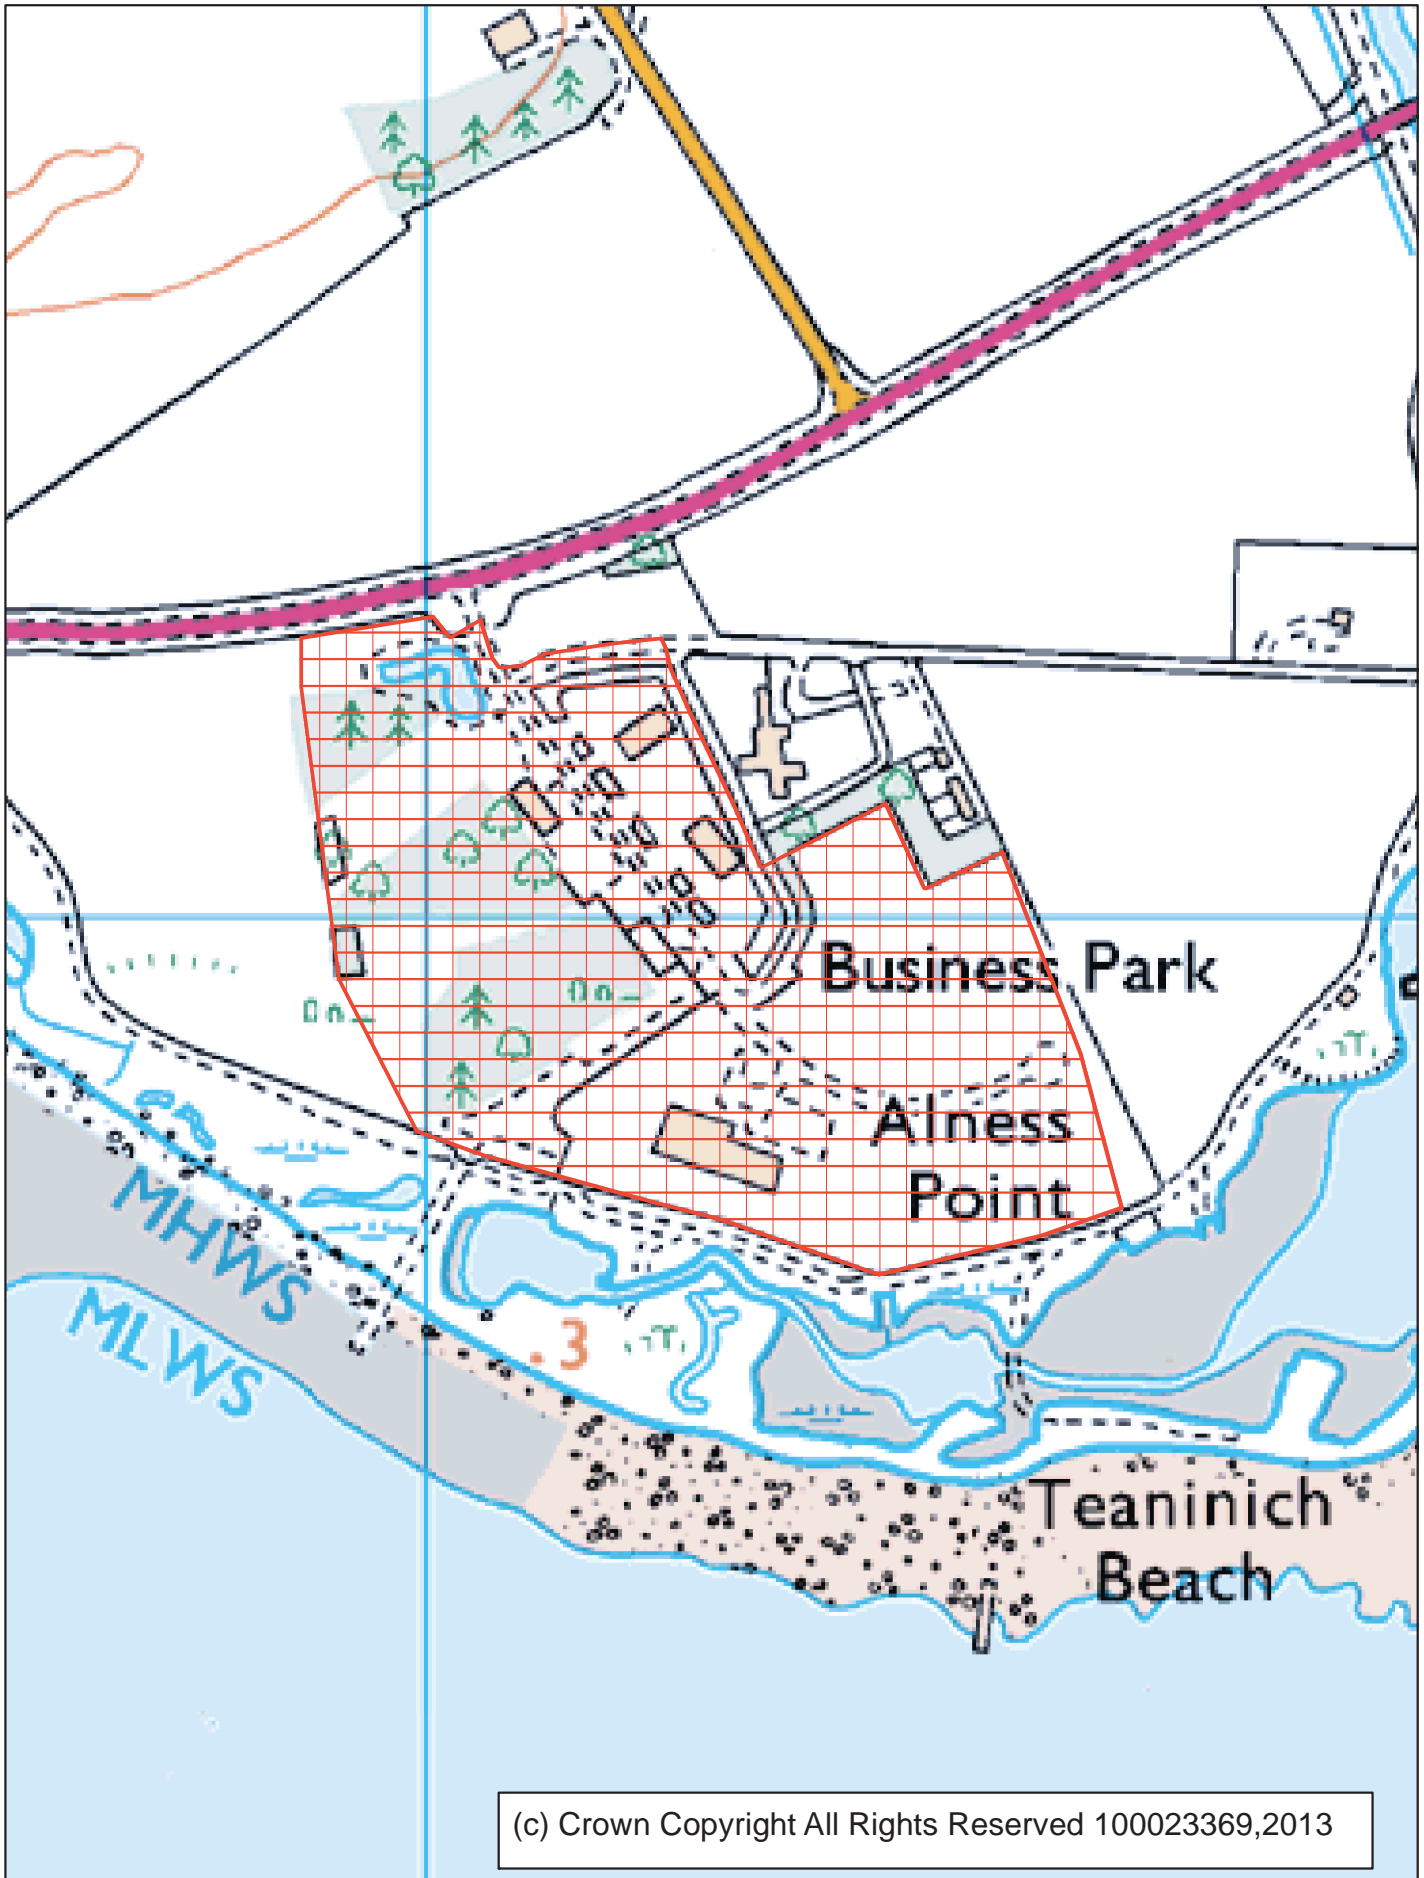 Business Park
Alness
Point
MHWS
MLWS
3
Teaninich
Beach
(c) Crown Copyright All Rights Reserved 100023369,2013